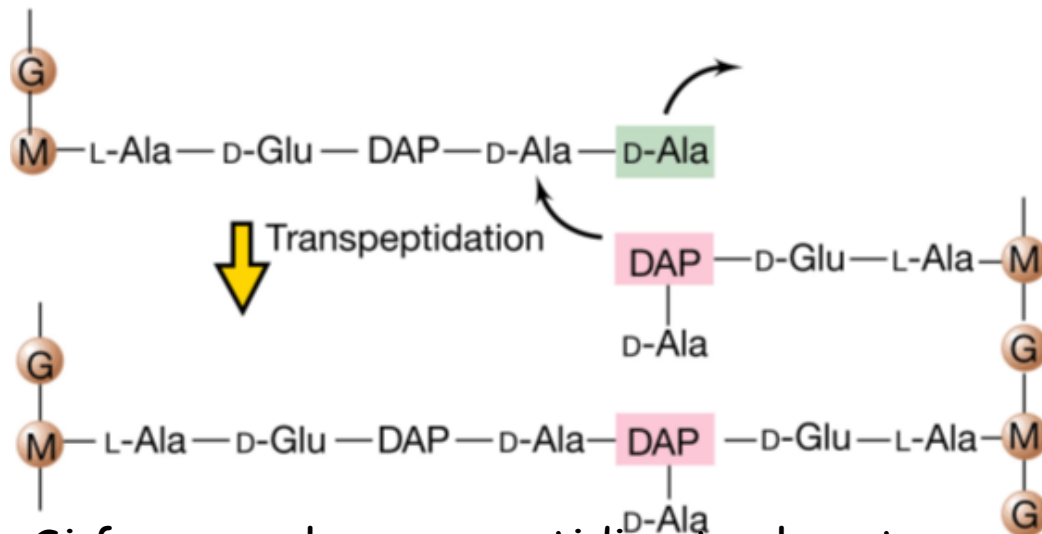 G
M L-Ala D-Glu DAP D-Ala D-Ala
Transpeptidation
DAP D-Glu L-Ala M
D-Ala
G
G
M L-Ala D-Glu DAP D-Ala DAP D-Glu L-Ala M
D-Ala
G